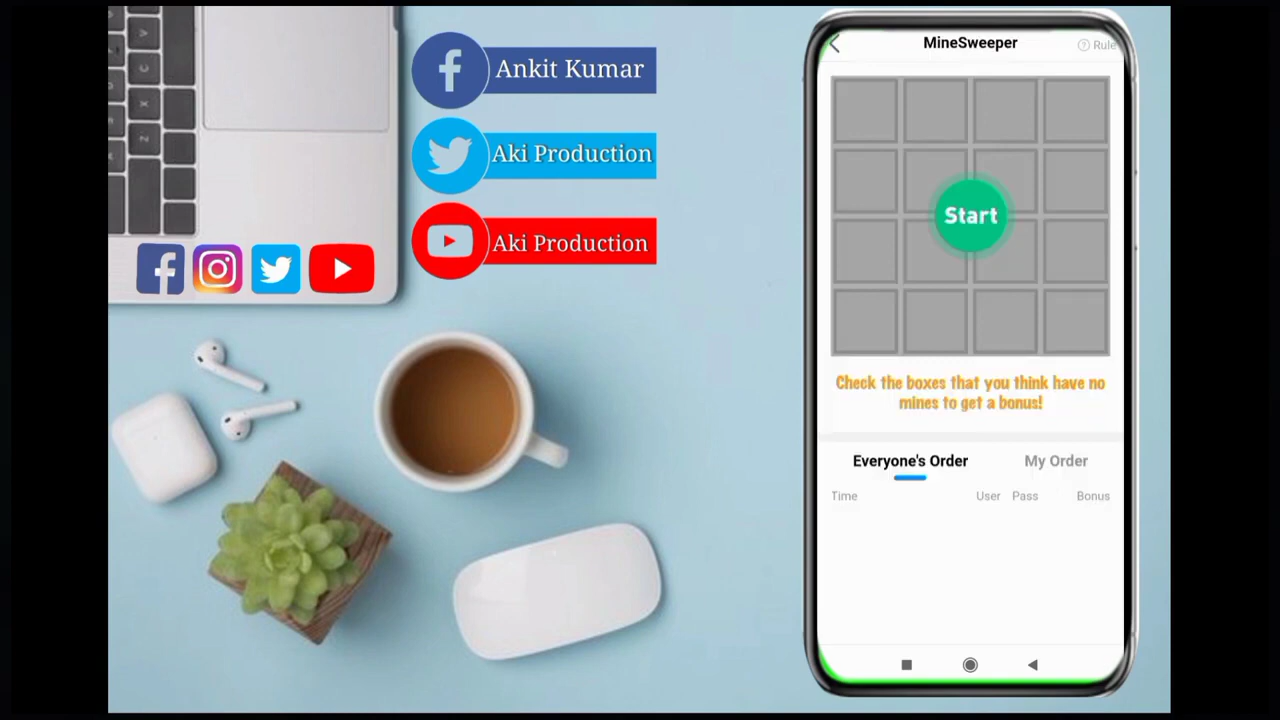 Ankit Kumar
Aki Production
Aki Production
MineSweeper
Rule
Start
Check the boxes that you think have no
mines to get a bonus!
Everyone's Order
My Order
Time
User
Pass
Bonus